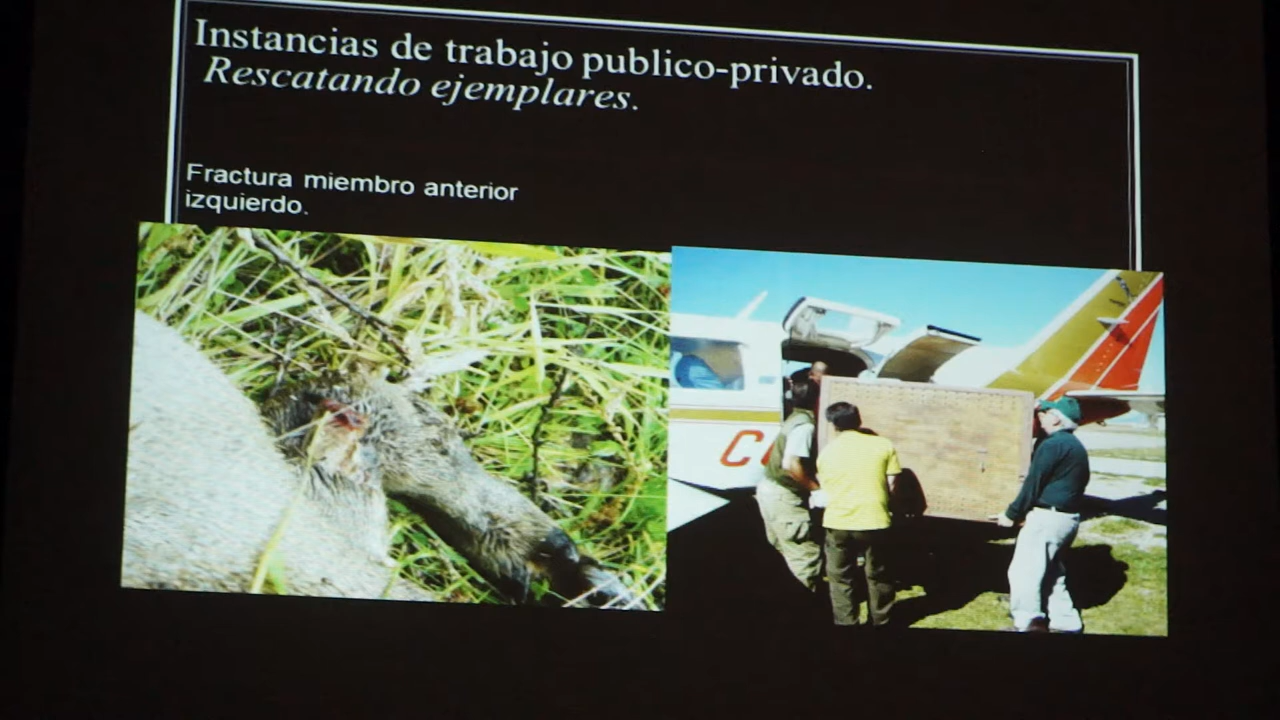 Instancias de trabajo publico-privado.
Rescatando ejemplares.
Fractura miembro anterior
izquierdo.